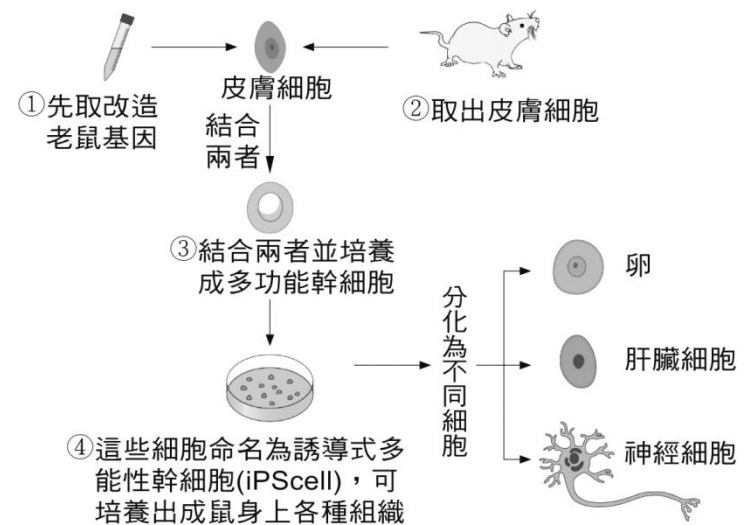 ①先取改造
老鼠基因
皮膚細胞
②取出皮膚細胞
結合
兩者
③結合兩者並培養
成多功能幹細胞
分化為不同細胞
卵
肝臟細胞
神經細胞
④這些細胞命名為誘導式多
能性幹細胞(iPScell)，可
培養出成鼠身上各種組織